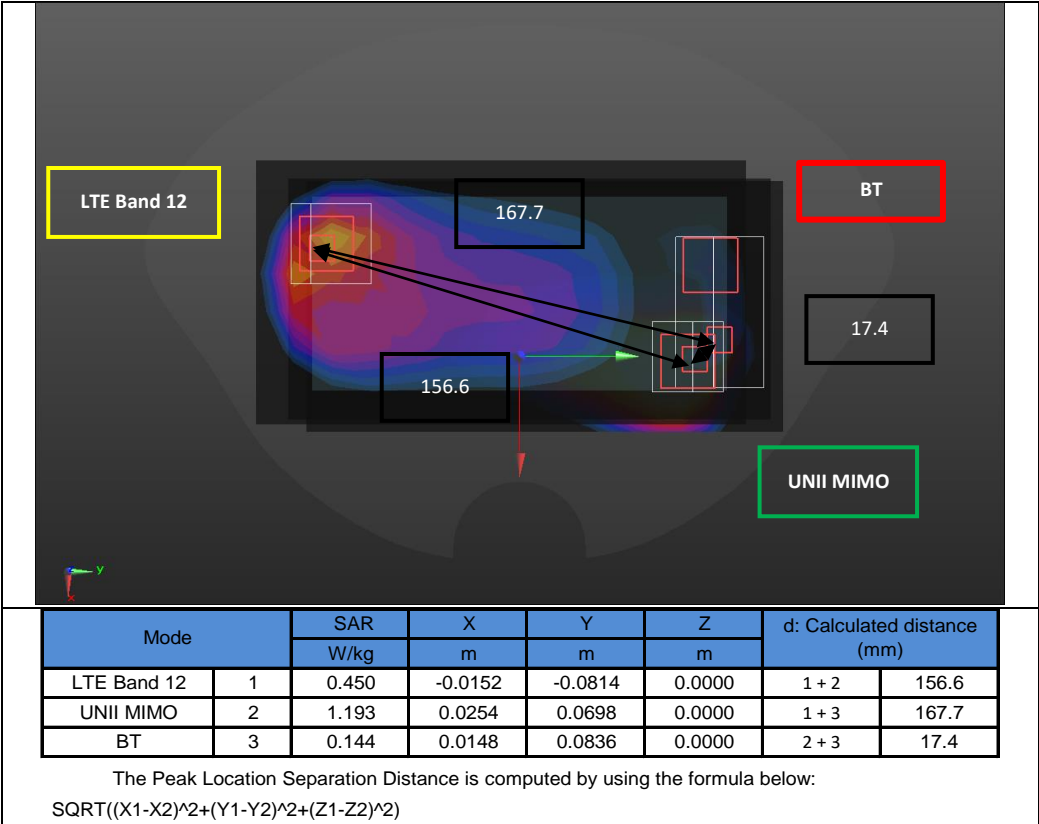 LTE Band 12
BT
167.7
17.4
156.6
UNII MIMO
Y
X
Mode SAR X Y Z d: Calculated distance (mm)
W/kg m m m
LTE Band 12 1 0.450 -0.0152 -0.0814 0.0000 1 + 2 156.6
UNII MIMO 2 1.193 0.0254 0.0698 0.0000 1 + 3 167.7
BT 3 0.144 0.0148 0.0836 0.0000 2 + 3 17.4
The Peak Location Separation Distance is computed by using the formula below:
SQRT((X1-X2)^2+(Y1-Y2)^2+(Z1-Z2)^2)